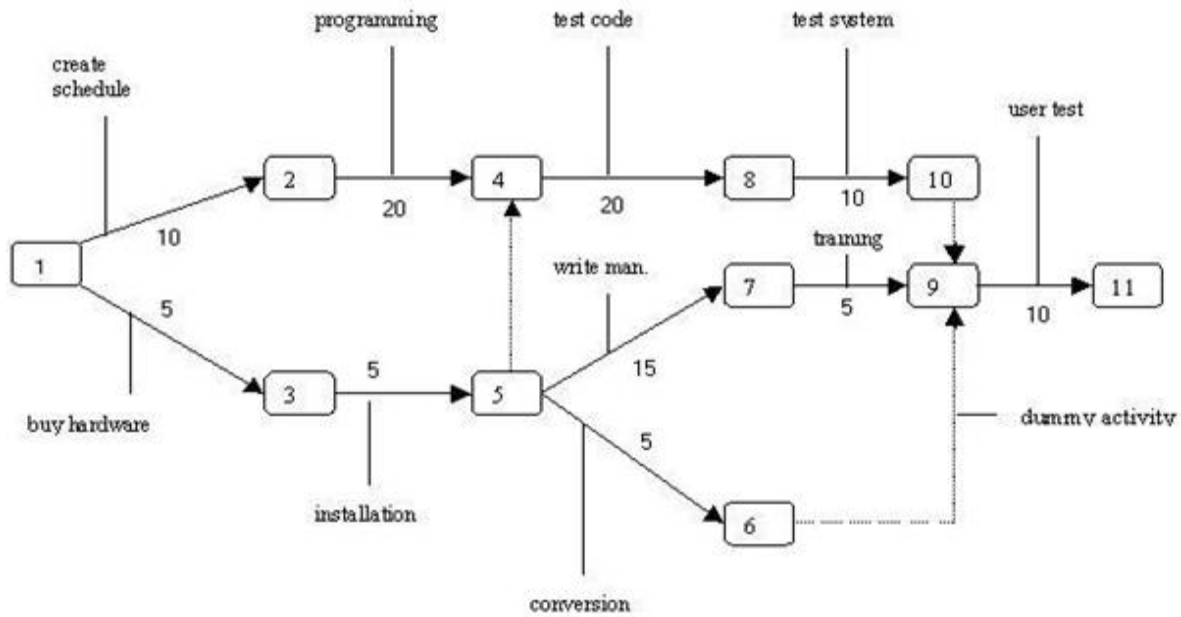 programming
test code
test system
create
schedule
user test
2
4
8
10
20
20
10
10
training
1
write man.
7
9
11
5
5
10
5
15
3
5
buy hardware
5
dummy activity
installation
6
conversion